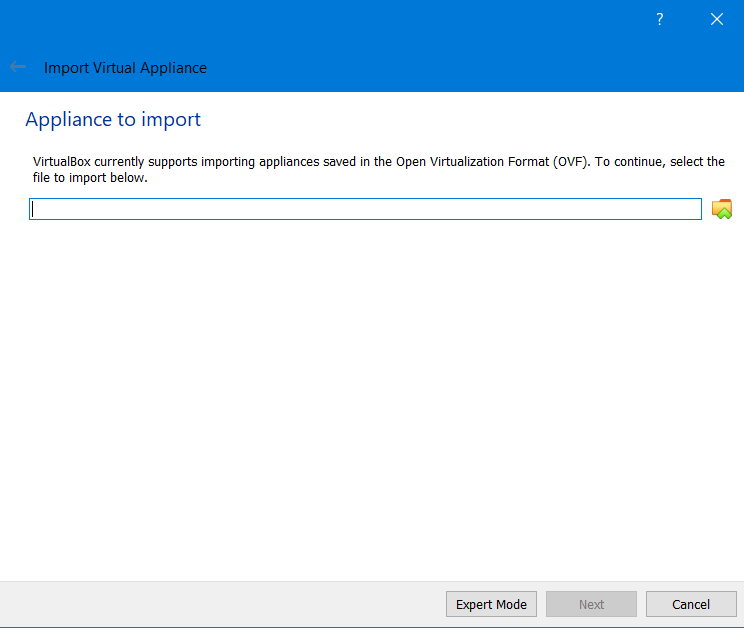 ?
Import Virtual Appliance
Appliance to import
VirtualBox currently supports importing appliances saved in the Open Virtualization Format (OVF). To continue, select the
file to import below.
Expert Mode Next Cancel